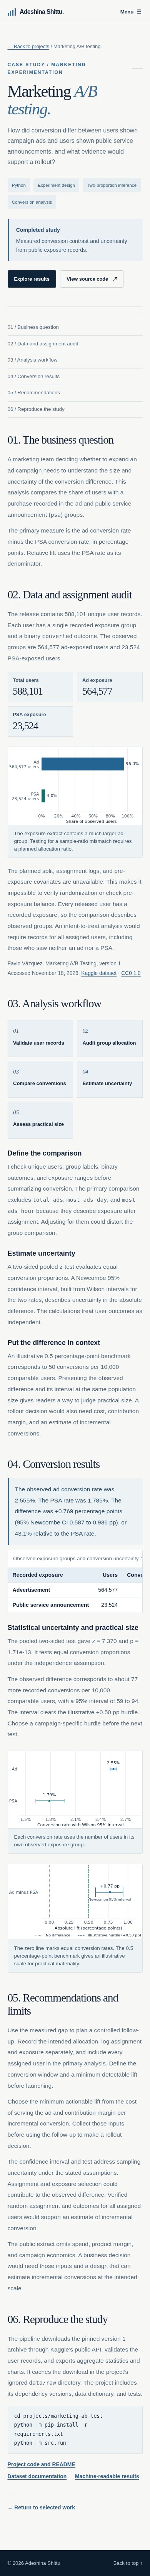 Adeshina Shittu.
Menu ☰
← Back to projects / Marketing A/B testing
CASE STUDY / MARKETING
EXPERIMENTATION
Marketing A/B
testing.
How did conversion differ between users shown
campaign ads and users shown public service
announcements, and what evidence would
support a rollout?
Python
Experiment design
Two-proportion inference
Conversion analysis
Completed study
Measured conversion contrast and uncertainty
from public exposure records.
Explore results
View source code ↗
01 / Business question
02 / Data and assignment audit
03 / Analysis workflow
04 / Conversion results
05 / Recommendations
06 / Reproduce the study
01. The business question
A marketing team deciding whether to expand an
ad campaign needs to understand the size and
uncertainty of the conversion difference. This case
compares the share of users with a
purchase recorded in the ad and public service
announcement (psa) groups.
The primary measure is the ad conversion rate
minus the PSA conversion rate, in percentage
points. Relative lift uses the PSA rate as its
denominator.
02. Data and assignment audit
The release contains 588,101 unique user records.
Each user has a single recorded exposure group
and a binary converted outcome. The observed
groups are 564,577 ad-exposed users and 23,524
PSA-exposed users.
Total users
588,101
Ad exposure
564,577
PSA exposure
23,524
Ad
564,577 users
96.0%
PSA
23,524 users
4.0%
0% 20% 40% 60% 80% 100%
Share of observed users
The exposure extract contains a much larger ad
group. Testing for a sample-ratio mismatch requires
a planned allocation ratio.
The planned split, assignment logs, and pre-
exposure covariates are unavailable. This makes it
impossible to verify randomization or check pre-
exposure balance. Every released user has a
recorded exposure, so the comparison describes
observed groups. An intent-to-treat analysis would
require records for all assigned users, including
those who saw neither an ad nor a PSA.
Favio Vázquez, Marketing A/B Testing, version 1.
Accessed November 18, 2026. Kaggle dataset · CC0 1.0
03. Analysis workflow
01
Validate user records
02
Audit group allocation
03
Compare conversions
04
Estimate uncertainty
05
Assess practical size
Define the comparison
I check unique users, group labels, binary
outcomes, and exposure ranges before
summarizing conversion. The primary comparison
excludes total ads, most ads day, and most
ads hour because they describe exposure after
assignment. Adjusting for them could distort the
group comparison.
Estimate uncertainty
A two-sided pooled z-test evaluates equal
conversion proportions. A Newcombe 95%
confidence interval, built from Wilson intervals for
the two rates, describes uncertainty in the absolute
difference. The calculations treat user outcomes as
independent.
Put the difference in context
An illustrative 0.5 percentage-point benchmark
corresponds to 50 conversions per 10,000
comparable users. Presenting the observed
difference and its interval at the same population
size gives readers a way to judge practical size. A
rollout decision would also need cost, contribution
margin, and an estimate of incremental
conversions.
04. Conversion results
The observed ad conversion rate was
2.555%. The PSA rate was 1.785%. The
difference was +0.769 percentage points
(95% Newcombe CI 0.587 to 0.936 pp), or
43.1% relative to the PSA rate.
Observed exposure groups and conversion uncertainty.
Recorded exposure Users
Advertisement 564,577
Public service announcement 23,524
Statistical uncertainty and practical size
The pooled two-sided test gave z = 7.370 and p =
1.71e-13. It tests equal conversion proportions
under the independence assumption.
The observed difference corresponds to about 77
more recorded conversions per 10,000
comparable users, with a 95% interval of 59 to 94.
The interval clears the illustrative +0.50 pp hurdle.
Choose a campaign-specific hurdle before the next
test.
2.55%
Ad
1.79%
PSA
1.5% 1.8% 2.1% 2.4% 2.7%
Conversion rate with Wilson 95% interval
Each conversion rate uses the number of users in its
own observed exposure group.
+0.77 pp
Ad minus PSA
Newcombe 95% interval
0.00 0.25 0.50 0.75 1.00
Absolute lift (percentage points)
No difference
Illustrative hurdle (+0.50 pp)
The zero line marks equal conversion rates. The 0.5
percentage-point benchmark gives an illustrative
scale for practical materiality.
05. Recommendations and
limits
Use the measured gap to plan a controlled follow-
up. Record the intended allocation, log assignment
and exposure separately, and include every
assigned user in the primary analysis. Define the
conversion window and a minimum detectable lift
before launching.
Choose the minimum actionable lift from the cost
of serving the ad and contribution margin per
incremental conversion. Collect those inputs
before using the follow-up to make a rollout
decision.
The confidence interval and test address sampling
uncertainty under the stated assumptions.
Assignment and exposure selection could also
contribute to the observed difference. Verified
random assignment and outcomes for all assigned
users would support an estimate of incremental
conversion.
The public extract omits spend, product margin,
and campaign economics. A business decision
would need those inputs and a design that can
estimate incremental conversions at the intended
scale.
06. Reproduce the study
The pipeline downloads the pinned version 1
archive through Kaggle's public API, validates the
user records, and exports aggregate statistics and
charts. It caches the download in the project's
ignored data/raw directory. The project includes
its dependency versions, data dictionary, and tests.
cd projects/marketing-ab-test
python -m pip install -r
requirements.txt
python -m src.run
Project code and README
Dataset documentation Machine-readable results
← Return to selected work
© 2026 Adeshina Shittu
Back to top ↑